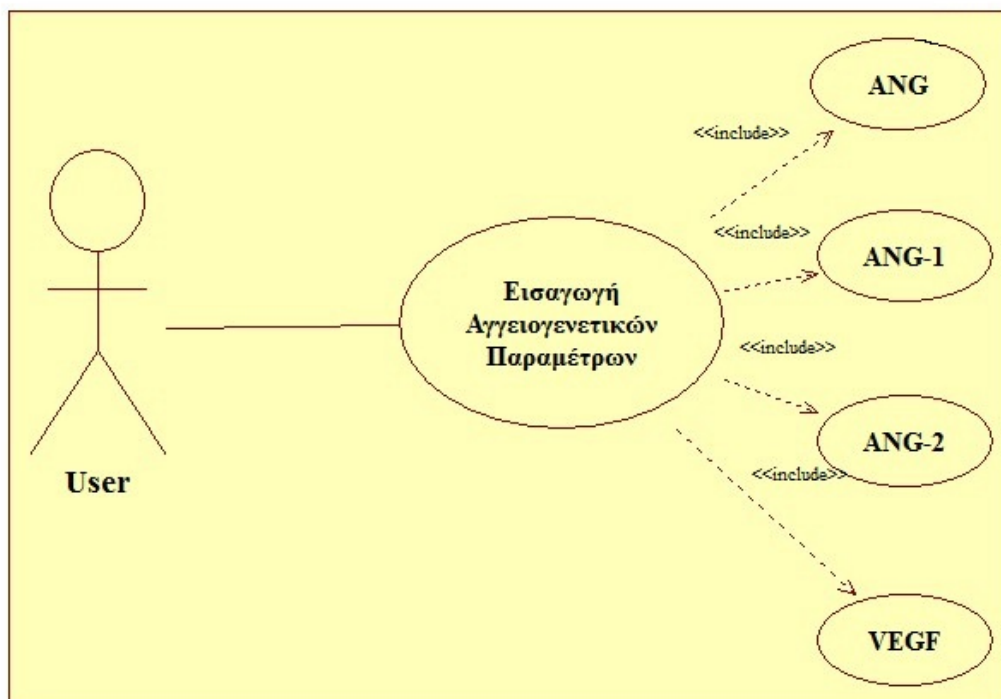 ANG
<<include>>
<<include>>
ANG-1
Εισαγωγή
Αγγειογενετικών
Παραμέτρων
<<include>>
ANG-2
<<include>>
User
VEGF